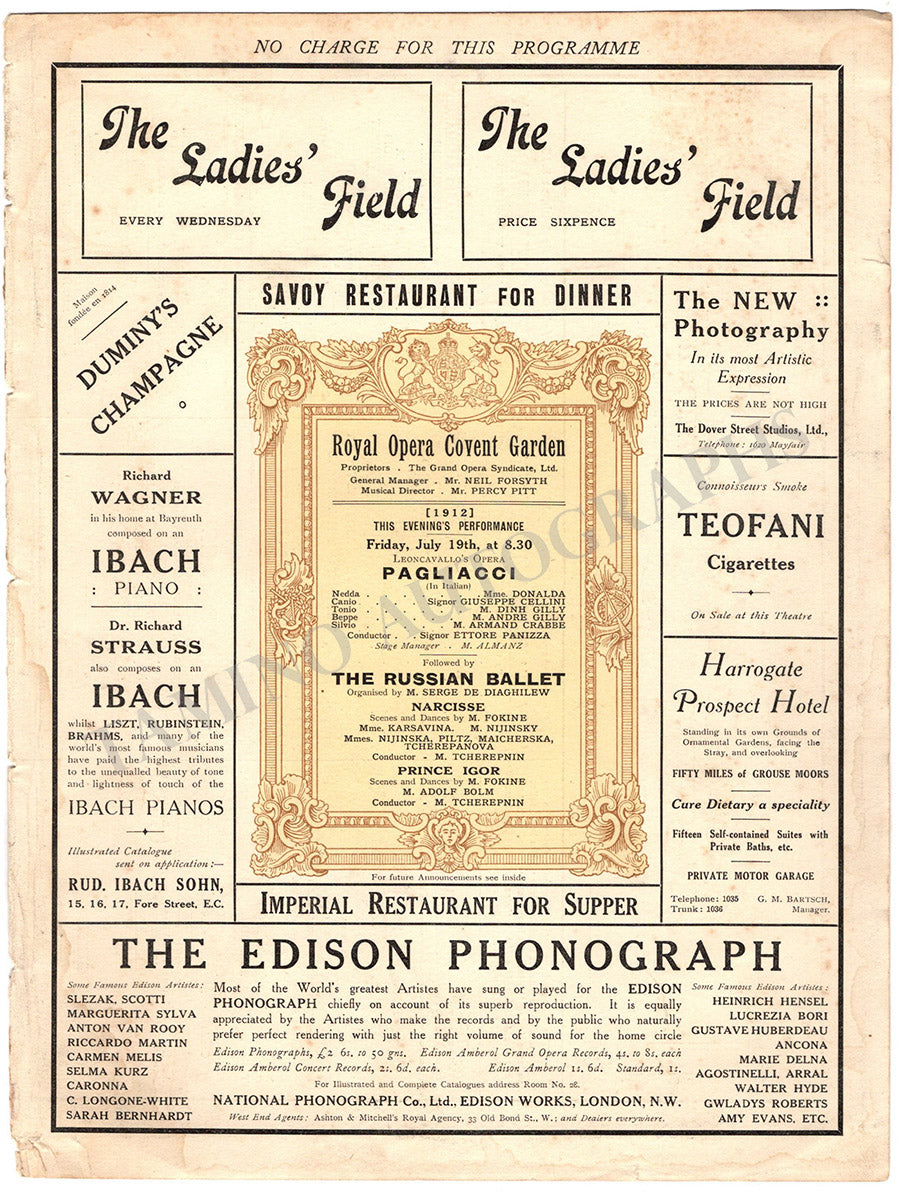 NO CHARGE FOR THIS PROGRAMME
The
Ladies'
Field
EVERY WEDNESDAY
The
Ladies'
Field
PRICE SIXPENCE
Maison
fondée en 1814
DUMINY'S
CHAMPAGNE
Richard
WAGNER
in his home at Bayreuth
composed on an
IBACH
: PIANO :
Dr. Richard
STRAUSS
also composes on an
IBACH
whilst LISZT, RUBINSTEIN,
BRAHMS, and many of the
world's most famous musicians
have paid the highest tributes
to the unequalled beauty of tone
and lightness of touch of the
IBACH PIANOS
Illustrated Catalogue
sent on application :—
RUD. IBACH SOHN,
15, 16, 17, Fore Street, E.C.
SAVOY RESTAURANT FOR DINNER
Royal Opera Covent Garden
Proprietors . The Grand Opera Syndicate, Ltd.
General Manager . Mr. NEIL FORSYTH
Musical Director . Mr. PERCY PITT
[1912]
THIS EVENING'S PERFORMANCE
Friday, July 19th, at 8.30
LEONCAVALLO'S OPERA
PAGLIACCI
(In Italian)
Nedda . . . . Mme. DONALDA
Canio . . . Signor GIUSEPPE CELLINI
Tonio . . . . M. DINH GILLY
Beppe . . . . M. ANDRE GILLY
Silvio . . . . M. ARMAND CRABBE
Conductor . . Signor ETTORE PANIZZA
Stage Manager . M. ALMANZ
Followed by
THE RUSSIAN BALLET
Organised by M. SERGE DE DIAGHILEW
NARCISSE
Scenes and Dances by M. FOKINE
Mme. KARSAVINA. M. NIJINSKY
Mmes. NIJINSKA, PILTZ, MAICHERSKA,
TCHEREPANOVA
Conductor - M. TCHEREPNIN
PRINCE IGOR
Scenes and Dances by M. FOKINE
M. ADOLF BOLM
Conductor - M. TCHEREPNIN
For future Announcements see inside
IMPERIAL RESTAURANT FOR SUPPER
The NEW ::
Photography
In its most Artistic
Expression
THE PRICES ARE NOT HIGH
The Dover Street Studios, Ltd.,
Telephone : 1620 Mayfair
Connoisseurs Smoke
TEOFANI
Cigarettes
On Sale at this Theatre
Harrogate
Prospect Hotel
Standing in its own Grounds of
Ornamental Gardens, facing the
Stray, and overlooking
FIFTY MILES of GROUSE MOORS
Cure Dietary a speciality
Fifteen Self-contained Suites with
Private Baths, etc.
PRIVATE MOTOR GARAGE
Telephone : 1035 G. M. BARTSCH,
Trunk : 1036 Manager.
THE EDISON PHONOGRAPH
Some Famous Edison Artistes:
SLEZAK, SCOTTI
MARGUERITA SYLVA
ANTON VAN ROOY
RICCARDO MARTIN
CARMEN MELIS
SELMA KURZ
CARONNA
C. LONGONE-WHITE
SARAH BERNHARDT
Most of the World's greatest Artistes have sung or played for the EDISON
PHONOGRAPH chiefly on account of its superb reproduction. It is equally
appreciated by the Artistes who make the records and by the public who naturally
prefer perfect rendering with just the right volume of sound for the home circle
Edison Phonographs, £2 6s. to 50 gns. Edison Amberol Grand Opera Records, 4s. to 8s. each
Edison Amberol Concert Records, 2s. 6d. each. Edison Amberol 1s. 6d. Standard, 1s.
For Illustrated and Complete Catalogues address Room No. 28.
NATIONAL PHONOGRAPH Co., Ltd., EDISON WORKS, LONDON, N.W.
West End Agents: Ashton & Mitchell's Royal Agency, 33 Old Bond St., W.; and Dealers everywhere.
Some Famous Edison Artistes:
HEINRICH HENSEL
LUCREZIA BORI
GUSTAVE HUBERDEAU
ANCONA
MARIE DELNA
AGOSTINELLI, ARRAL
WALTER HYDE
GWLADYS ROBERTS
AMY EVANS, ETC.
TAMINO AUTOGRAPHS